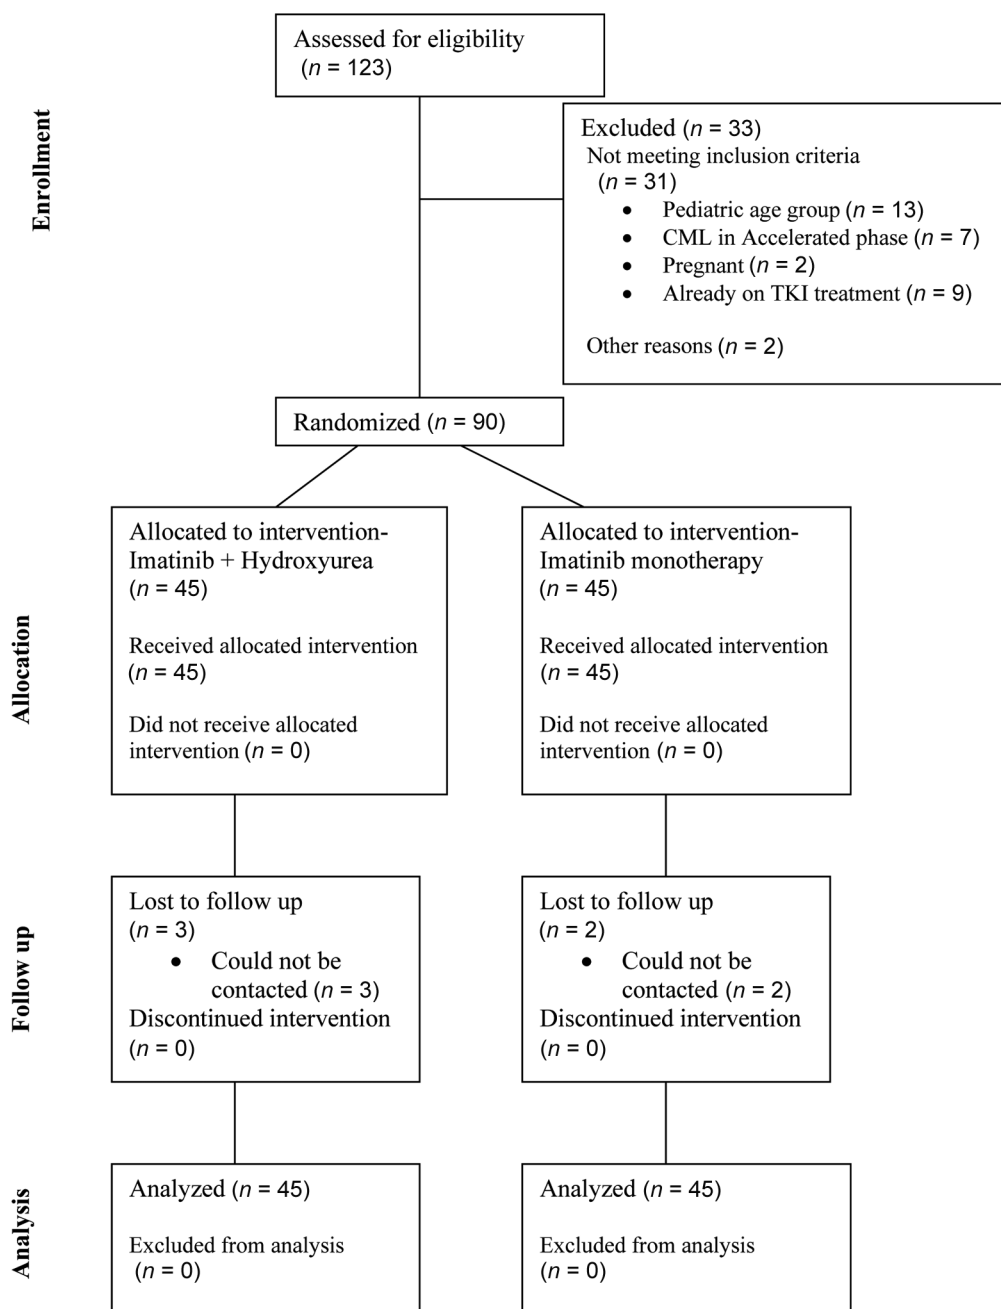 Assessed for eligibility
(n = 123)
Enrollment
Excluded (n = 33)
Not meeting inclusion criteria
(n = 31)
• Pediatric age group (n = 13)
• CML in Accelerated phase (n = 7)
• Pregnant (n = 2)
• Already on TKI treatment (n = 9)
Other reasons (n = 2)
Randomized (n = 90)
Allocation
Allocated to intervention-
Imatinib + Hydroxyurea
(n = 45)
Received allocated intervention
(n = 45)
Did not receive allocated
intervention (n = 0)
Allocated to intervention-
Imatinib monotherapy
(n = 45)
Received allocated intervention
(n = 45)
Did not receive allocated
intervention (n = 0)
Follow up
Lost to follow up
(n = 3)
• Could not be
contacted (n = 3)
Discontinued intervention
(n = 0)
Lost to follow up
(n = 2)
• Could not be
contacted (n = 2)
Discontinued intervention
(n = 0)
Analysis
Analyzed (n = 45)
Excluded from analysis
(n = 0)
Analyzed (n = 45)
Excluded from analysis
(n = 0)